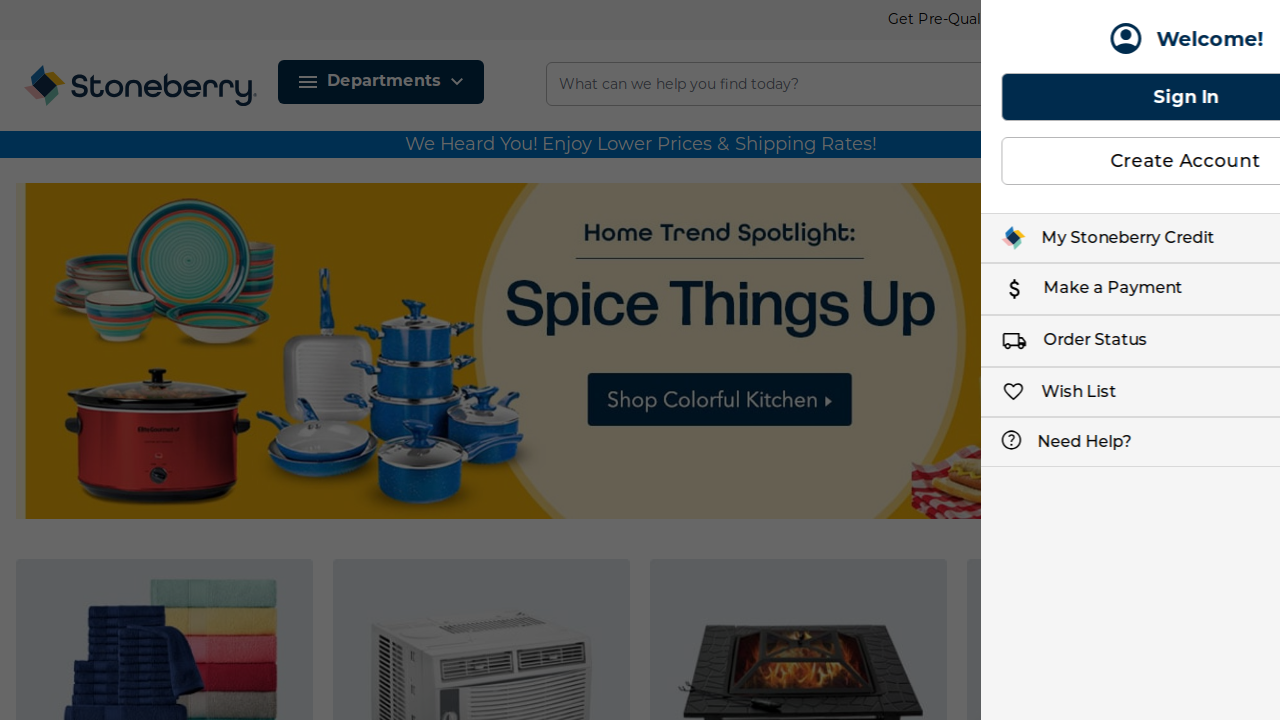 Get Pre-Qual
Stoneberry
Departments
What can we help you find today?
We Heard You! Enjoy Lower Prices & Shipping Rates!
Home Trend Spotlight:
Spice Things Up
Shop Colorful Kitchen
Welcome!
Sign In
Create Account
My Stoneberry Credit
Make a Payment
Order Status
Wish List
Need Help?